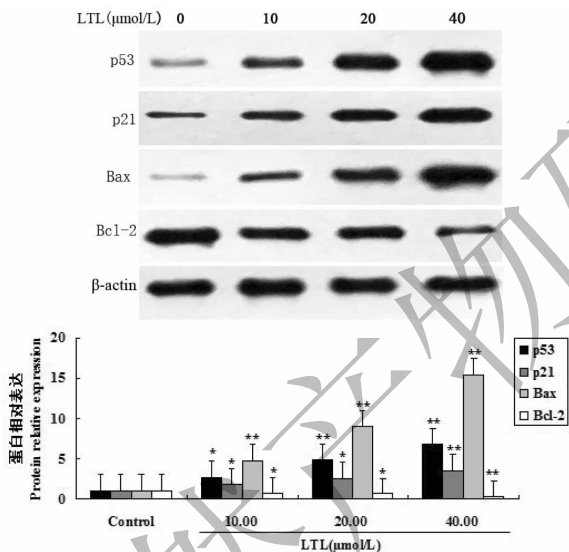 LTL(μmol/L) 0 10 20 40
p53
p21
Bax
Bcl-2
β-actin
蛋白相对表达
Protein relative expression
20
15
10
5
0
* * ** *
** * ** *
** ** ** **
p53
p21
Bax
Bcl-2
Control 10.00 20.00 40.00
LTL(μmol/L)
产物